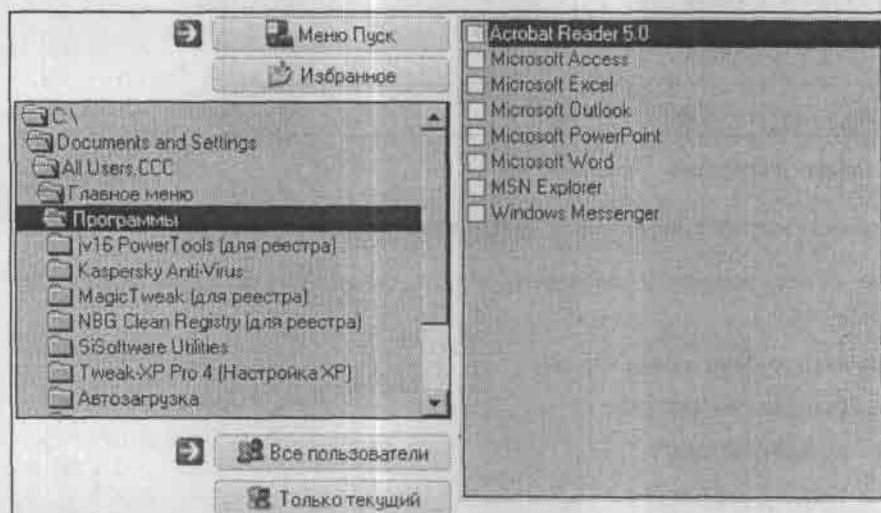 Меню Пуск
Избранное
C:\
Documents and Settings
All Users.CCC
Главное меню
Программы
jv16 PowerTools (для реестра)
Kaspersky Anti-Virus
MagicTweak (для реестра)
NBG Clean Registry (для реестра)
SiSoftware Utilities
Tweak-XP Pro 4 (Настройка XP)
Автозагрузка
Все пользователи
Только текущий
Acrobat Reader 5.0
Microsoft Access
Microsoft Excel
Microsoft Outlook
Microsoft PowerPoint
Microsoft Word
MSN Explorer
Windows Messenger